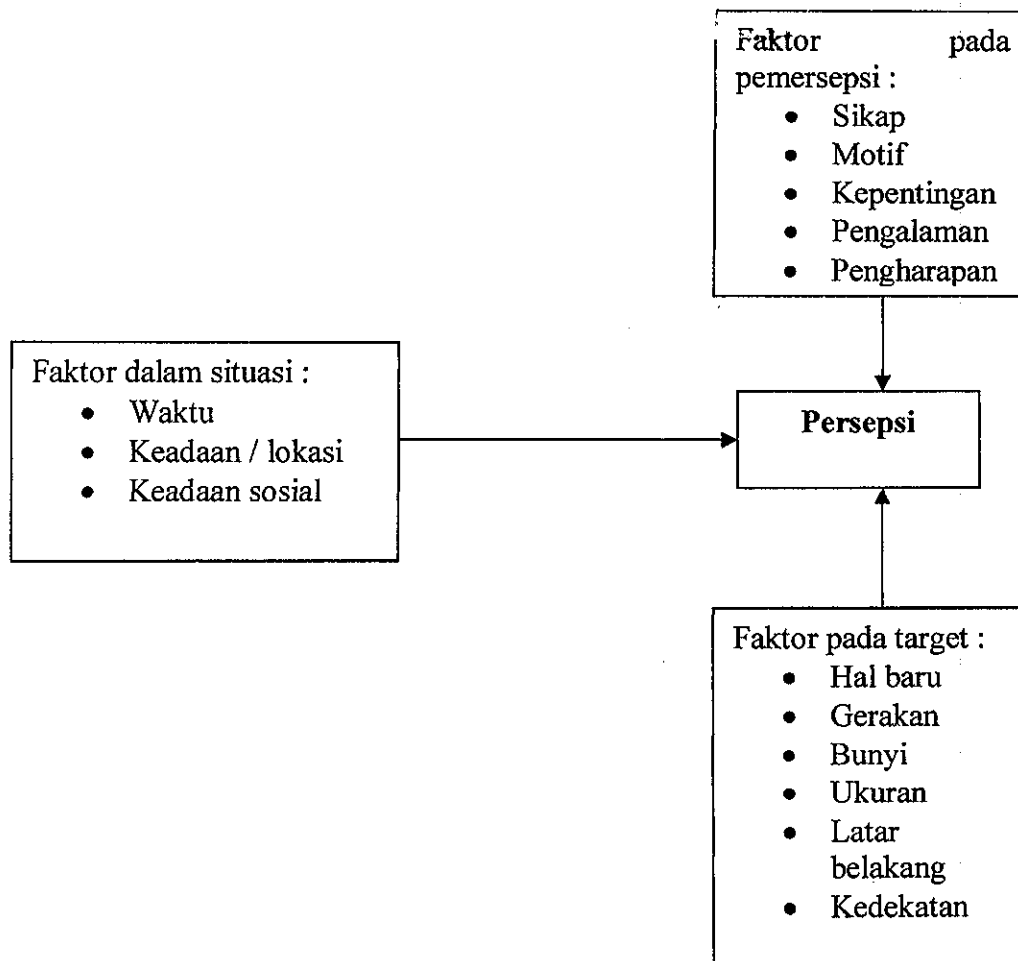 Faktor pada
pemersepsi :
• Sikap
• Motif
• Kepentingan
• Pengalaman
• Pengharapan
Faktor dalam situasi :
• Waktu
• Keadaan / lokasi
• Keadaan sosial
Persepsi
Faktor pada target :
• Hal baru
• Gerakan
• Bunyi
• Ukuran
• Latar
belakang
• Kedekatan